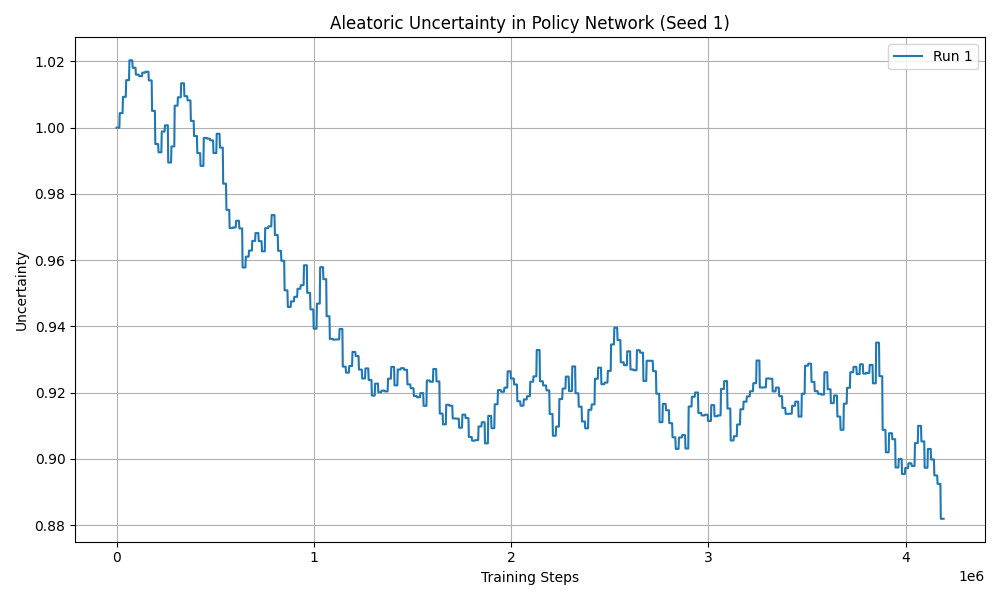 Aleatoric Uncertainty in Policy Network (Seed 1)
Run 1
Uncertainty
1.02
1.00
0.98
0.96
0.94
0.92
0.90
0.88
0 1 2 3 4
1e6
Training Steps